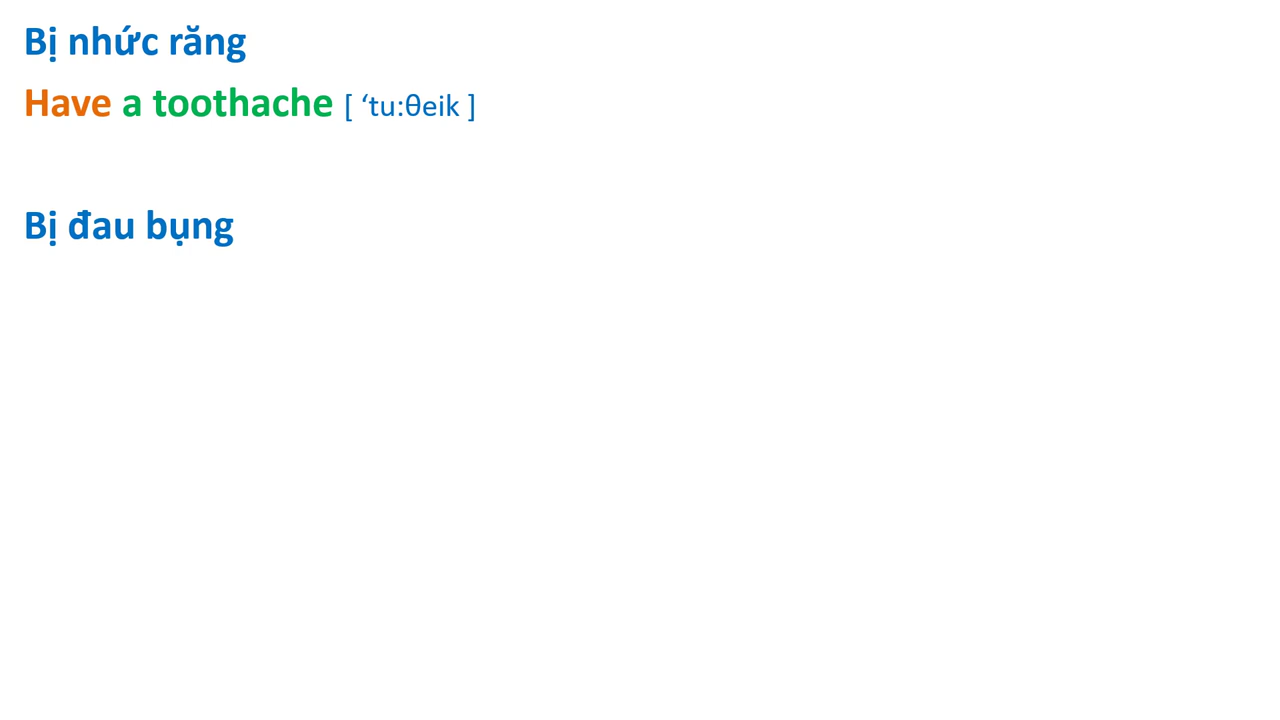 Bị nhức răng
Have a toothache [ ‘tu:θeik ]
Bị đau bụng